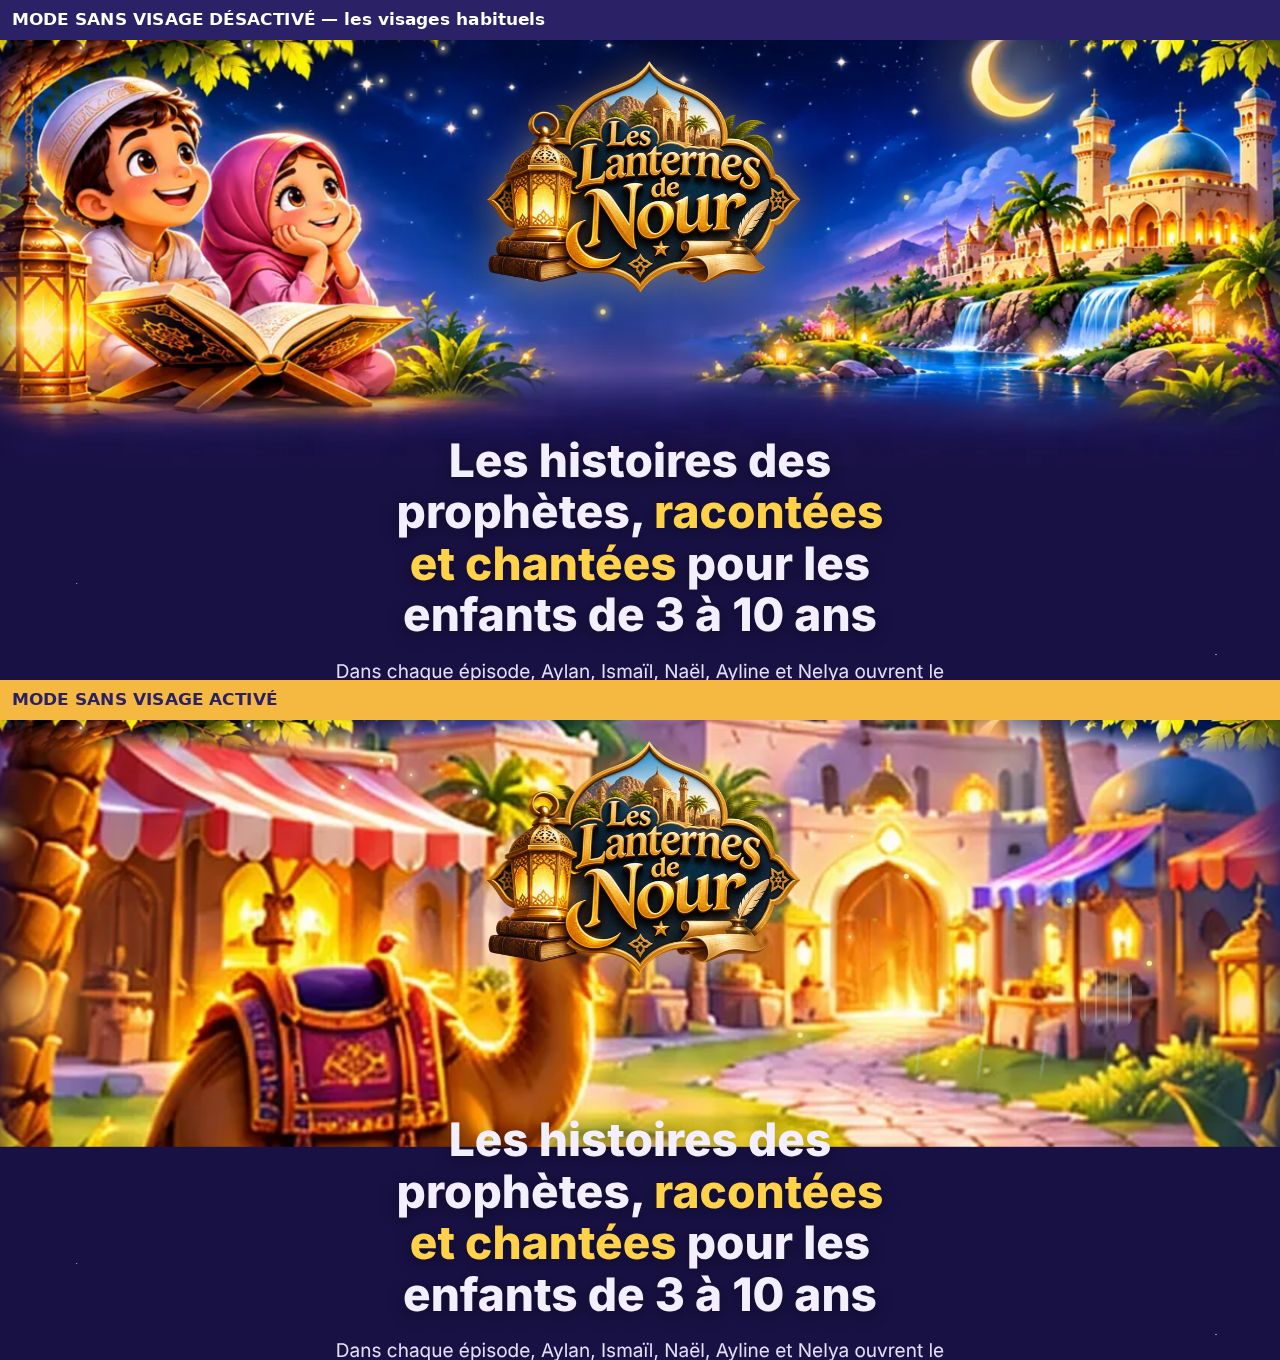 MODE SANS VISAGE DÉSACTIVÉ — les visages habituels
Les
Lanternes
de
Nour
Les histoires des
prophètes, racontées
et chantées pour les
enfants de 3 à 10 ans
Dans chaque épisode, Aylan, Ismaïl, Naël, Ayline et Nelya ouvrent le
MODE SANS VISAGE ACTIVÉ
Les
Lanternes
de
Nour
Les histoires des
prophètes, racontées
et chantées pour les
enfants de 3 à 10 ans
Dans chaque épisode, Aylan, Ismaïl, Naël, Ayline et Nelya ouvrent le